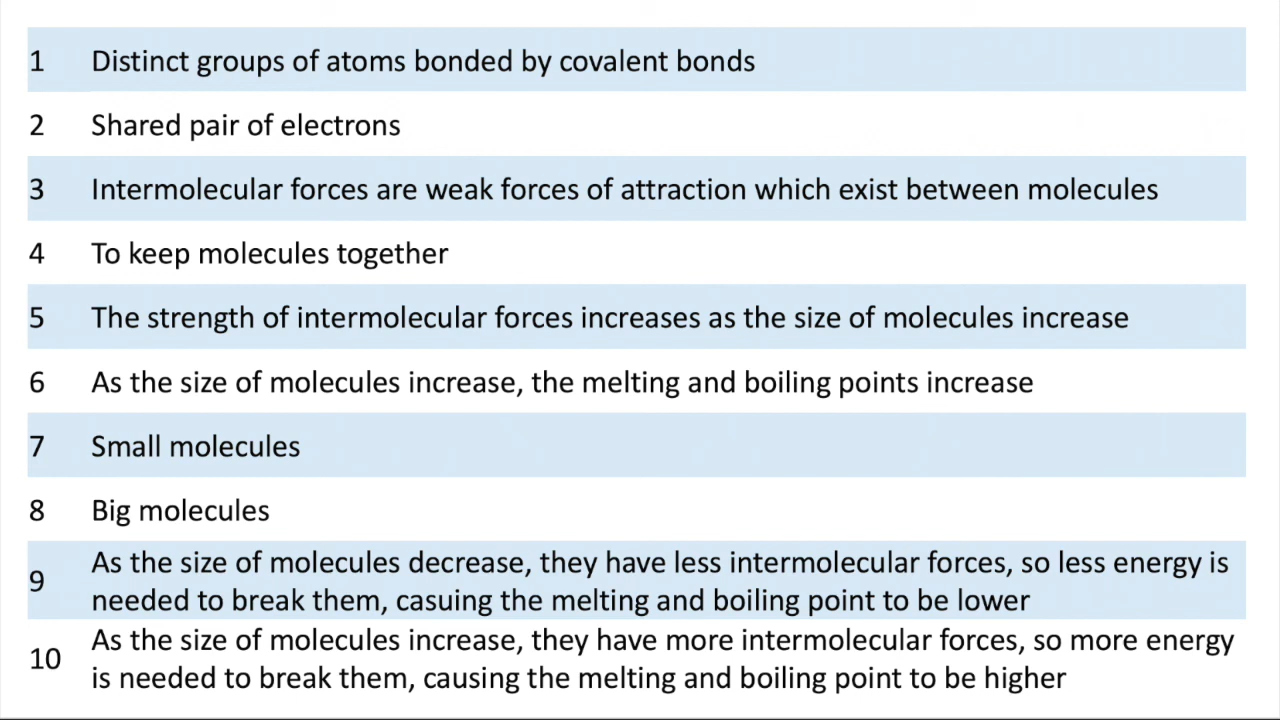 1 Distinct groups of atoms bonded by covalent bonds
2 Shared pair of electrons
3 Intermolecular forces are weak forces of attraction which exist between molecules
4 To keep molecules together
5 The strength of intermolecular forces increases as the size of molecules increase
6 As the size of molecules increase, the melting and boiling points increase
7 Small molecules
8 Big molecules
9 As the size of molecules decrease, they have less intermolecular forces, so less energy is
needed to break them, casuing the melting and boiling point to be lower
10 As the size of molecules increase, they have more intermolecular forces, so more energy
is needed to break them, causing the melting and boiling point to be higher